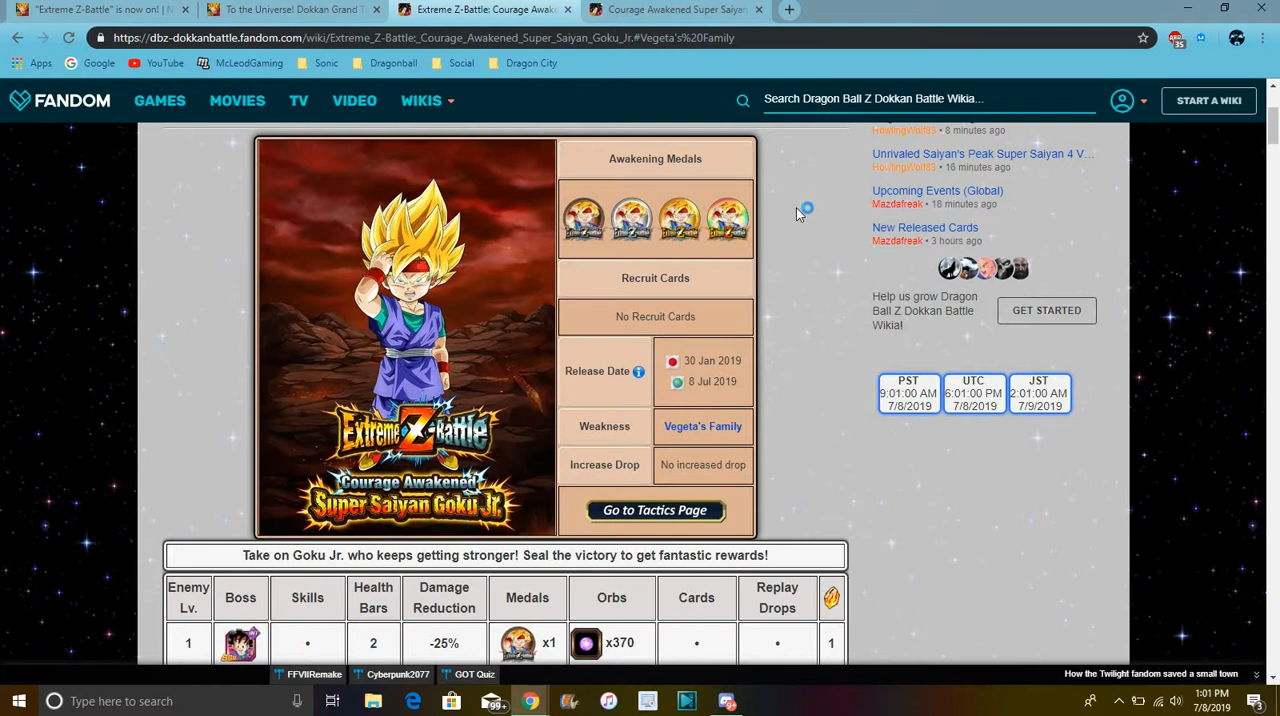 "Extreme Z-Battle" is now on! | N
To the Universe! Dokkan Grand T
Extreme Z-Battle: Courage Awake
Courage Awakened Super Saiyan
https://dbz-dokkanbattle.fandom.com/wiki/Extreme_Z-Battle:_Courage_Awakened_Super_Saiyan_Goku_Jr.#Vegeta's%20Family
35
Apps
Google
YouTube
McLeodGaming
Sonic
Dragonball
Social
Dragon City
FANDOM
GAMES
MOVIES
TV
VIDEO
WIKIS
Search Dragon Ball Z Dokkan Battle Wikia...
START A WIKI
HowlingWolf83 • 8 minutes ago
Unrivaled Saiyan's Peak Super Saiyan 4 V...
HowlingWolf83 • 16 minutes ago
Upcoming Events (Global)
Mazdafreak • 18 minutes ago
New Released Cards
Mazdafreak • 3 hours ago
Help us grow Dragon
Ball Z Dokkan Battle
Wikia!
GET STARTED
PST
9:01:00 AM
7/8/2019
UTC
6:01:00 PM
7/8/2019
JST
2:01:00 AM
7/9/2019
Extreme Z-Battle
Courage Awakened
Super Saiyan Goku Jr.
Awakening Medals
Recruit Cards
No Recruit Cards
Release Date
30 Jan 2019
8 Jul 2019
Weakness
Vegeta's Family
Increase Drop
No increased drop
Go to Tactics Page
Take on Goku Jr. who keeps getting stronger! Seal the victory to get fantastic rewards!
Enemy Lv.
Boss
Skills
Health Bars
Damage Reduction
Medals
Orbs
Cards
Replay Drops
1
•
2
-25%
x1
x370
•
•
1
FFVIIRemake
Cyberpunk2077
GOT Quiz
How the Twilight fandom saved a small town
Type here to search
99+
1:01 PM
7/8/2019
3